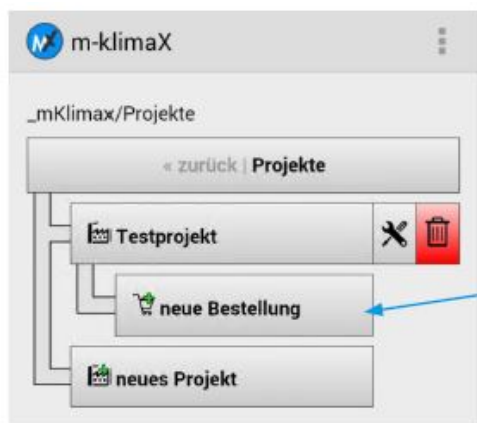 m-klimaX
_mKlimax/Projekte
« zurück | Projekte
Testprojekt
neue Bestellung
neues Projekt